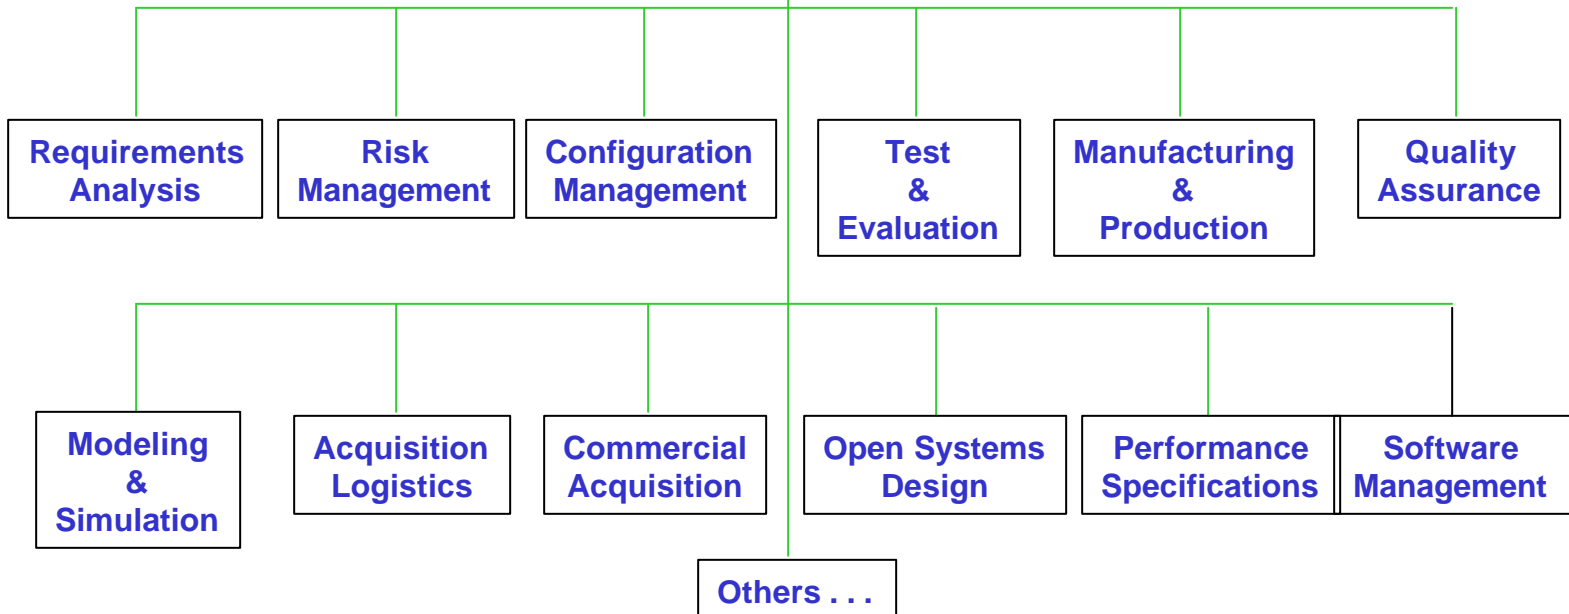 Requirements
Analysis
Risk
Management
Configuration
Management
Test
&
Evaluation
Manufacturing
&
Production
Quality
Assurance
Modeling
&
Simulation
Acquisition
Logistics
Commercial
Acquisition
Open Systems
Design
Performance
Specifications
Software
Management
Others . . .